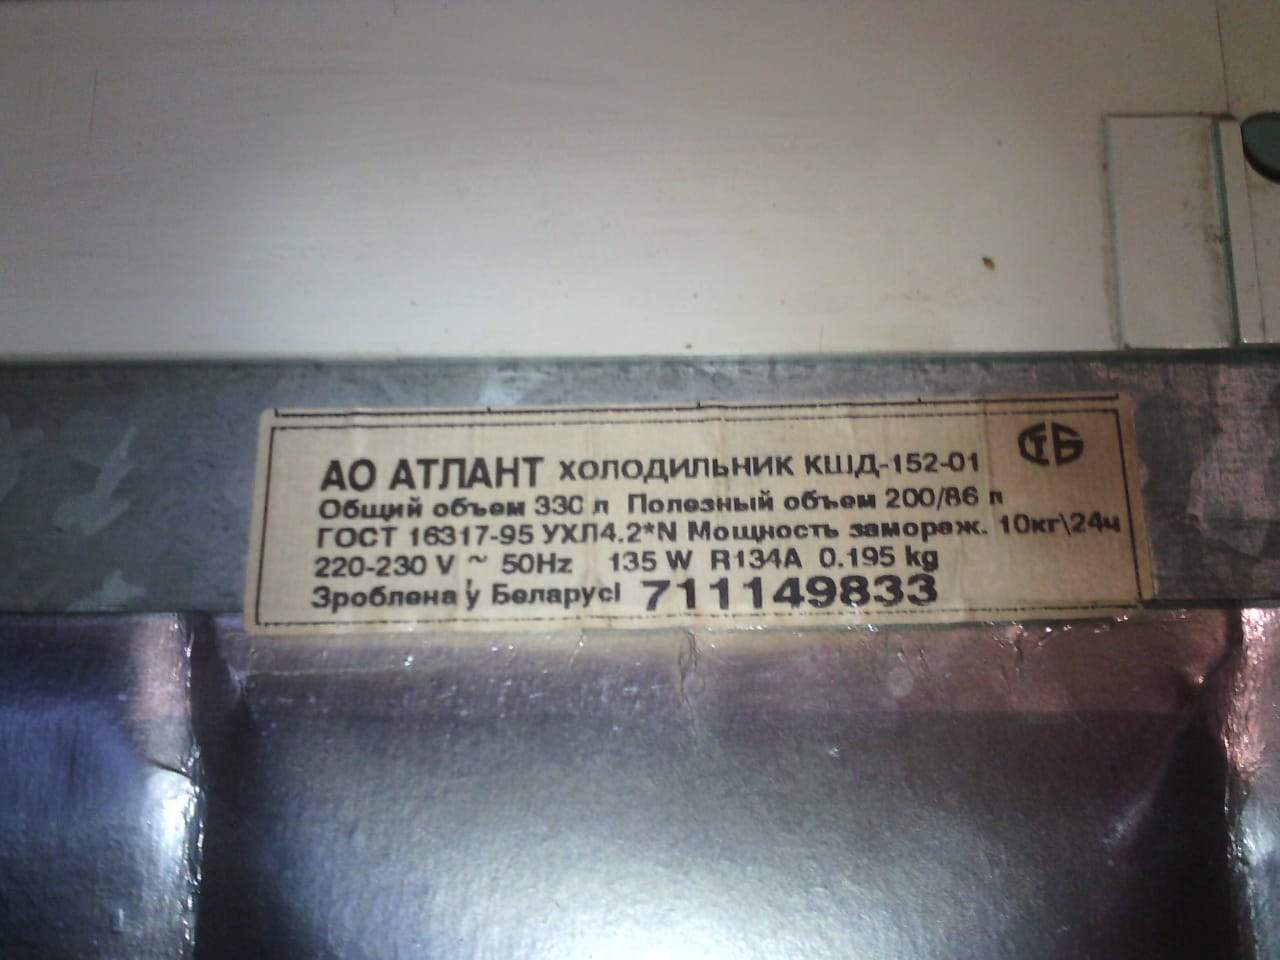 АО АТЛАНТ ХОЛОДИЛЬНИК КШД-152-01 СТБ
Общий объем 330 л Полезный объем 200/86 л
ГОСТ 16317-95 УХЛ4.2*N Мощность замораж. 10кг\24ч
220-230 V ~ 50Hz 135 W R134A 0.195 kg
Зроблена у Беларусі 711149833